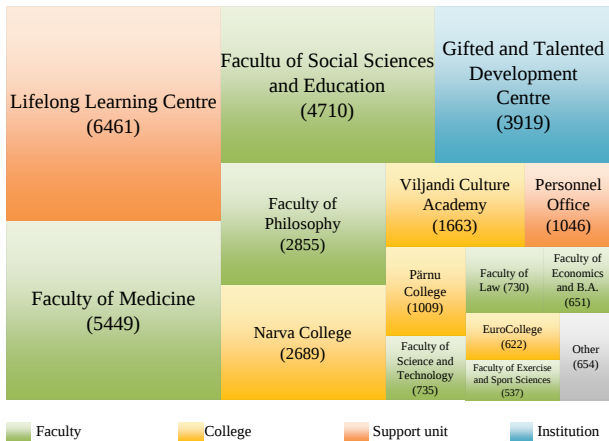 Lifelong Learning Centre
(6461)
Facultu of Social Sciences
and Education
(4710)
Gifted and Talented
Development
Centre
(3919)
Faculty of Medicine
(5449)
Faculty of
Philosophy
(2855)
Narva College
(2689)
Viljandi Culture
Academy
(1663)
Personnel
Office
(1046)
Pärnu
College
(1009)
Faculty of
Law (730)
Faculty of
Economics
and B.A.
(651)
Faculty of
Science and
Technology
(735)
EuroCollege
(622)
Faculty of Exercise
and Sport Sciences
(537)
Other
(654)
Faculty
College
Support unit
Institution